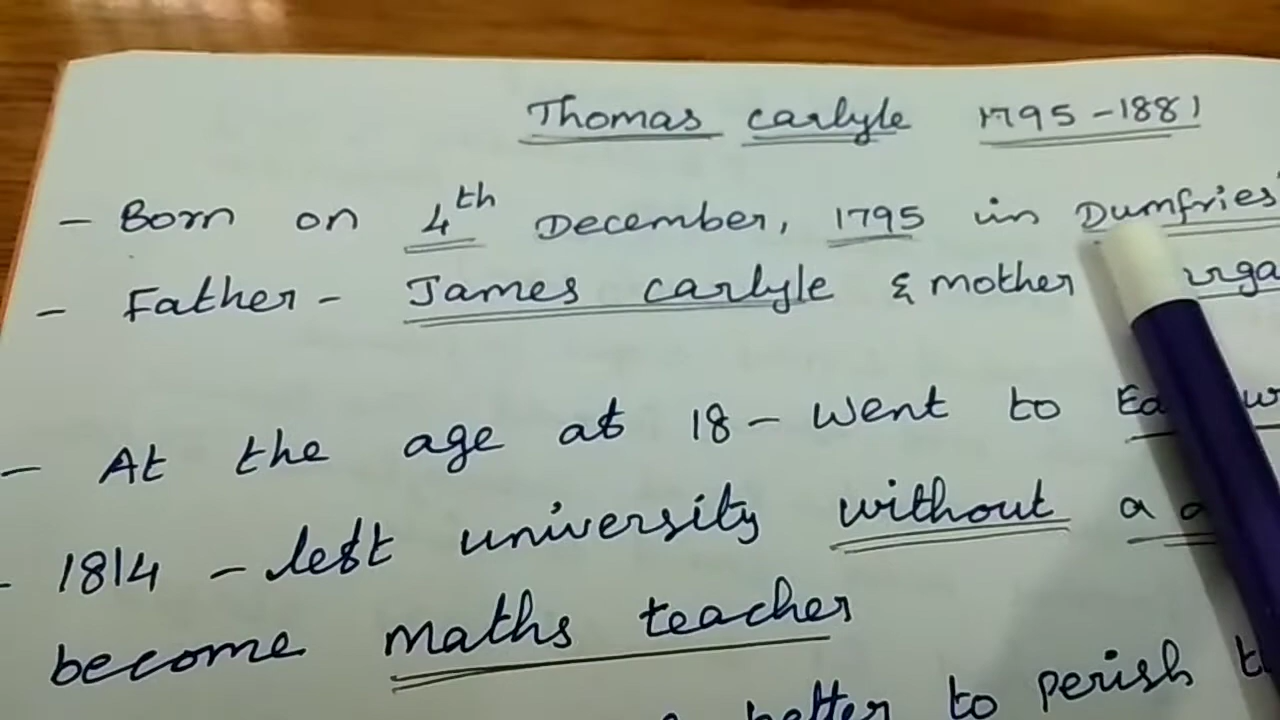 Thomas carlyle 1795-1881
- Born on 4th December, 1795 in Dumfries'
- Father - James carlyle & mother
- At the age at 18 - Went to
- 1814 - left university without a
become Maths teacher
better to perish